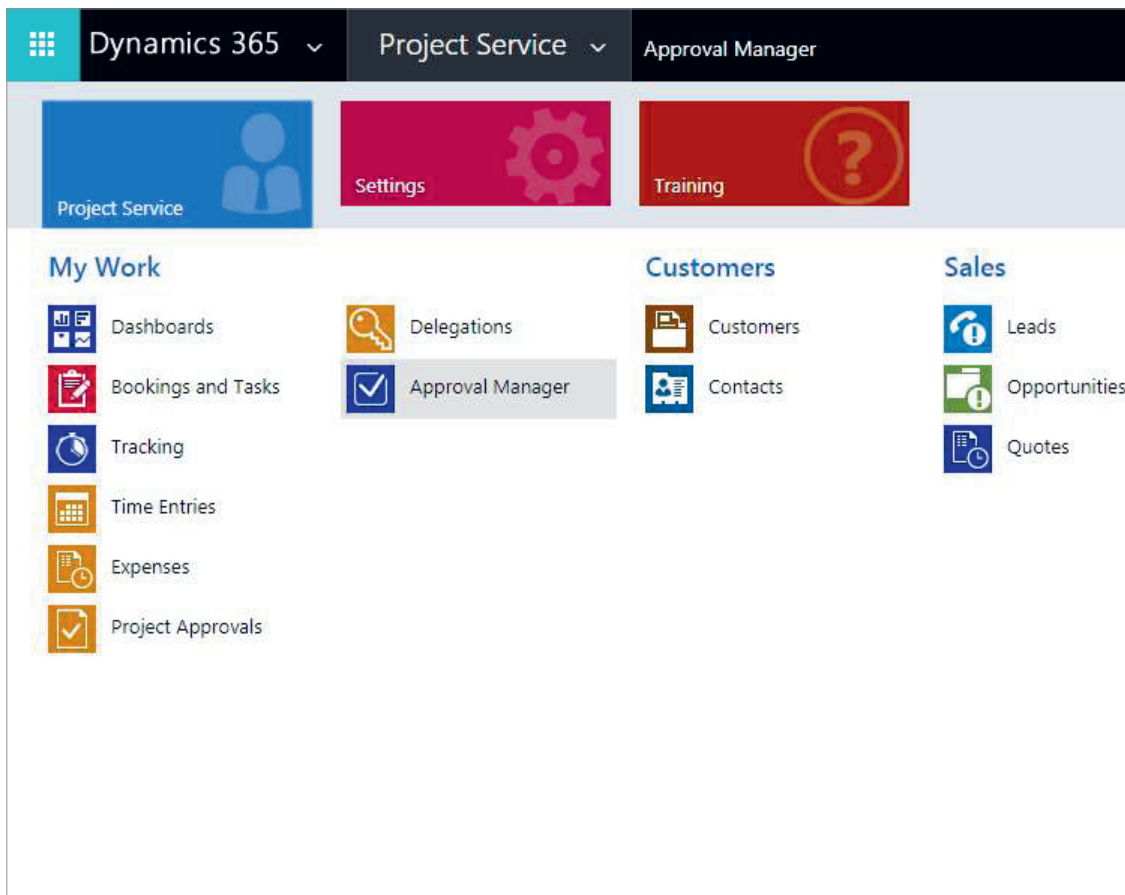 Dynamics 365
Project Service
Approval Manager
Project Service
Settings
Training
My Work
Customers
Sales
Dashboards
Delegations
Customers
Leads
Bookings and Tasks
Approval Manager
Contacts
Opportunities
Tracking
Quotes
Time Entries
Expenses
Project Approvals